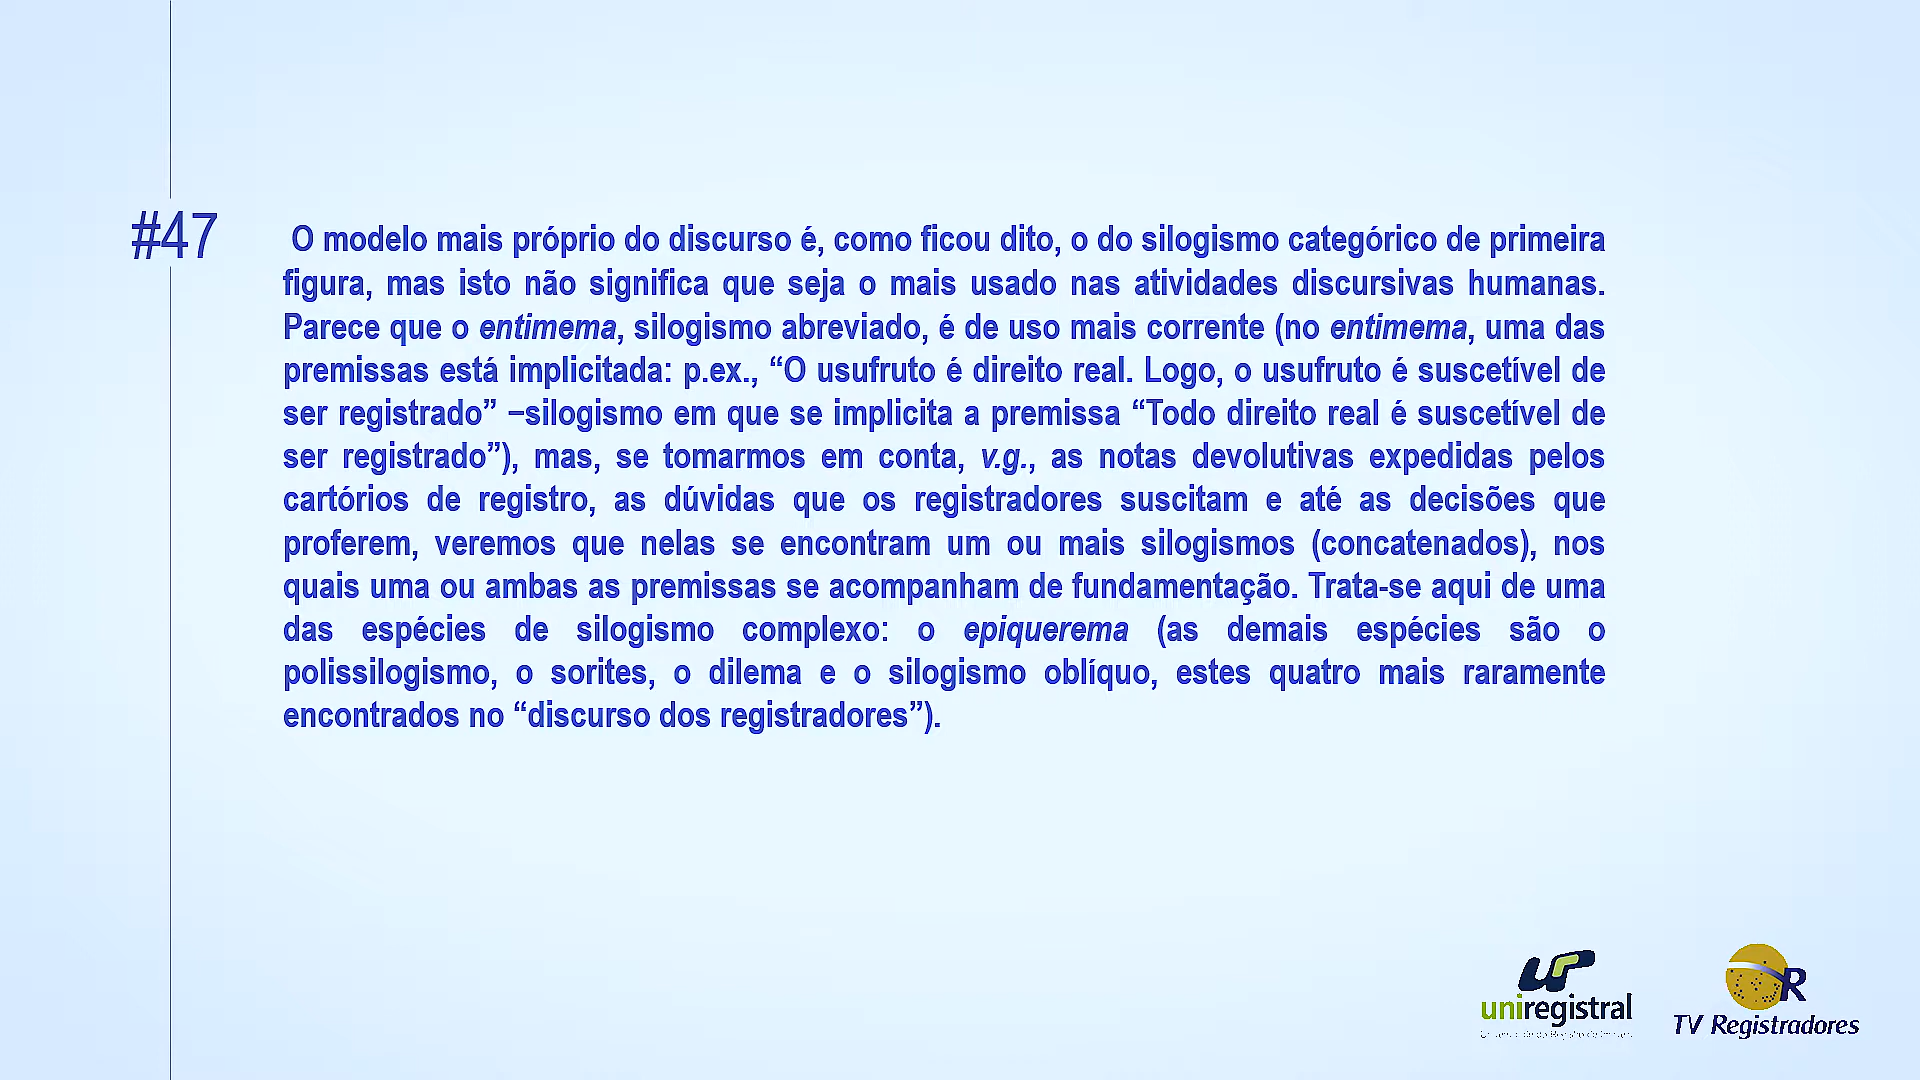 #47
O modelo mais próprio do discurso é, como ficou dito, o do silogismo categórico de primeira
figura, mas isto não significa que seja o mais usado nas atividades discursivas humanas.
Parece que o entimema, silogismo abreviado, é de uso mais corrente (no entimema, uma das
premissas está implicitada: p.ex., “O usufruto é direito real. Logo, o usufruto é suscetível de
ser registrado” −silogismo em que se implicita a premissa “Todo direito real é suscetível de
ser registrado”), mas, se tomarmos em conta, v.g., as notas devolutivas expedidas pelos
cartórios de registro, as dúvidas que os registradores suscitam e até as decisões que
proferem, veremos que nelas se encontram um ou mais silogismos (concatenados), nos
quais uma ou ambas as premissas se acompanham de fundamentação. Trata-se aqui de uma
das espécies de silogismo complexo: o epiquerema (as demais espécies são o
polissilogismo, o sorites, o dilema e o silogismo oblíquo, estes quatro mais raramente
encontrados no “discurso dos registradores”).
uniregistral
R
TV Registradores